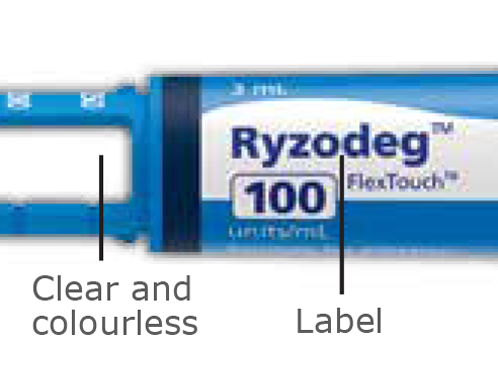 3 mL
Ryzodeg™
FlexTouch™
100
units/mL
Clear and
colourless
Label